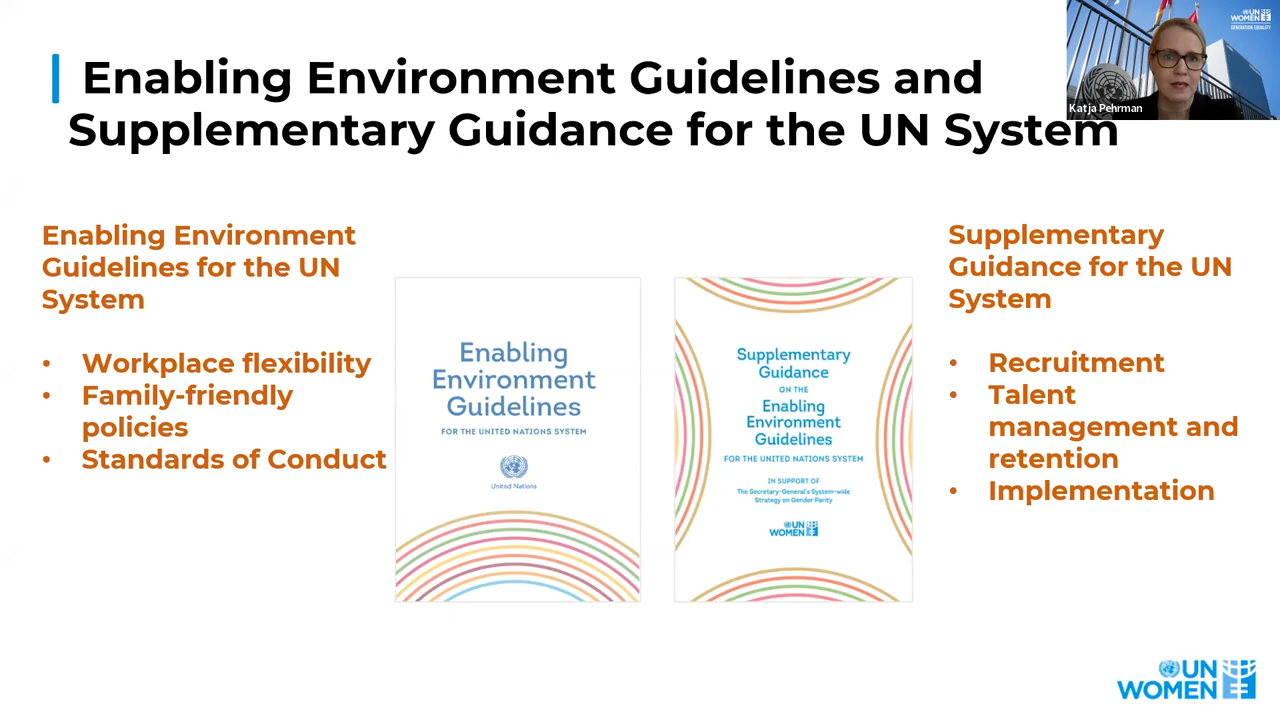 Enabling Environment Guidelines and
Supplementary Guidance for the UN System
UN
WOMEN
GENERATION EQUALITY
Katja Pehrman
Enabling Environment
Guidelines for the UN
System
• Workplace flexibility
• Family-friendly
policies
• Standards of Conduct
Enabling
Environment
Guidelines
FOR THE UNITED NATIONS SYSTEM
United Nations
Supplementary
Guidance
ON THE
Enabling
Environment
Guidelines
FOR THE UNITED NATIONS SYSTEM
IN SUPPORT OF
The Secretary-General's System-wide
Strategy on Gender Parity
UN
WOMEN
Supplementary
Guidance for the UN
System
• Recruitment
• Talent
management and
retention
• Implementation
UN
WOMEN